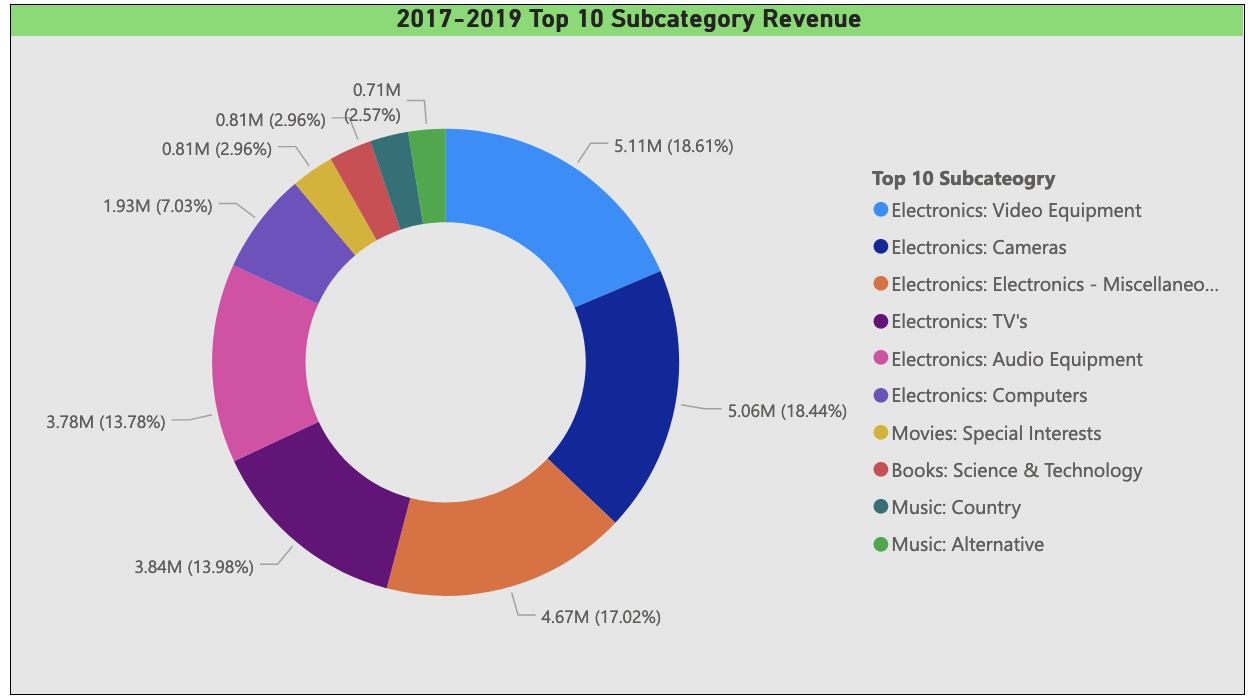 2017-2019 Top 10 Subcategory Revenue
0.71M
(2.57%)
0.81M (2.96%)
0.81M (2.96%)
1.93M (7.03%)
3.78M (13.78%)
3.84M (13.98%)
4.67M (17.02%)
5.06M (18.44%)
5.11M (18.61%)
Top 10 Subcateogry
Electronics: Video Equipment
Electronics: Cameras
Electronics: Electronics - Miscellaneo...
Electronics: TV's
Electronics: Audio Equipment
Electronics: Computers
Movies: Special Interests
Books: Science & Technology
Music: Country
Music: Alternative